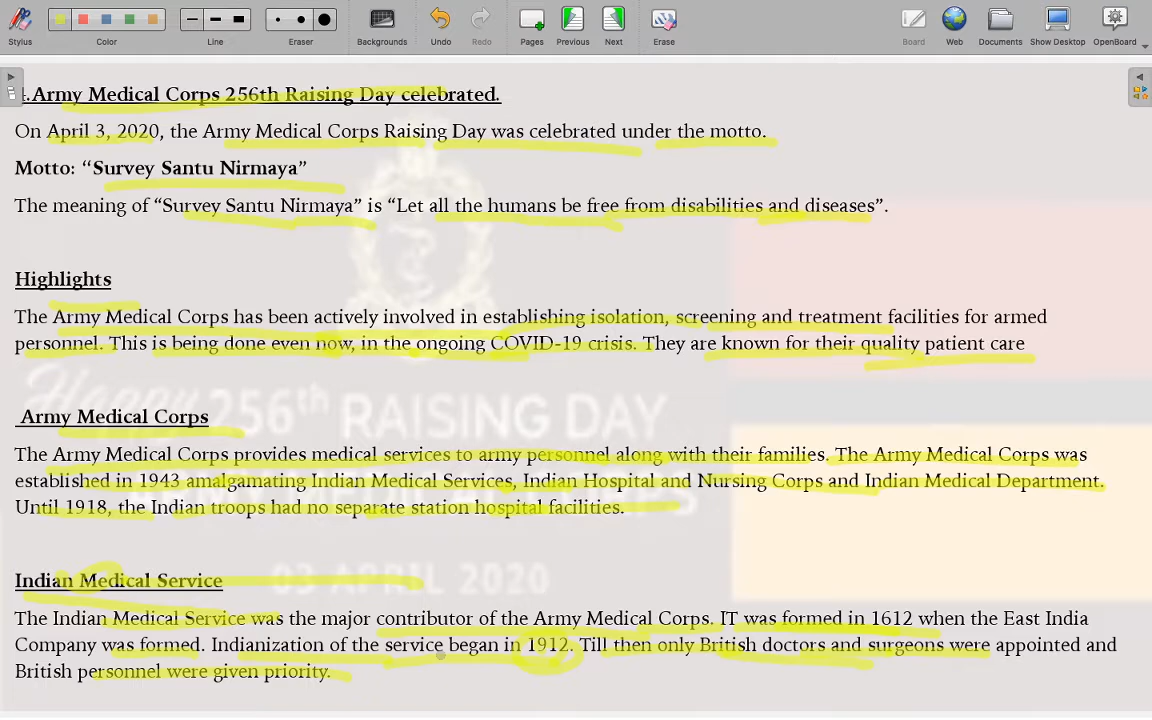 Stylus Color Line Eraser Backgrounds Undo Redo Pages Previous Next Erase Board Web Documents Show Desktop OpenBoard
.Army Medical Corps 256th Raising Day celebrated.
On April 3, 2020, the Army Medical Corps Raising Day was celebrated under the motto.
Motto: “Survey Santu Nirmaya”
The meaning of “Survey Santu Nirmaya” is “Let all the humans be free from disabilities and diseases”.
Highlights
The Army Medical Corps has been actively involved in establishing isolation, screening and treatment facilities for armed
personnel. This is being done even now, in the ongoing COVID-19 crisis. They are known for their quality patient care
Happy 256th RAISING DAY
Army Medical Corps
The Army Medical Corps provides medical services to army personnel along with their families. The Army Medical Corps was
established in 1943 amalgamating Indian Medical Services, Indian Hospital and Nursing Corps and Indian Medical Department.
ARMY MEDICAL CORPS
Until 1918, the Indian troops had no separate station hospital facilities.
Indian Medical Service
03 APRIL 2020
The Indian Medical Service was the major contributor of the Army Medical Corps. IT was formed in 1612 when the East India
Company was formed. Indianization of the service began in 1912. Till then only British doctors and surgeons were appointed and
British personnel were given priority.